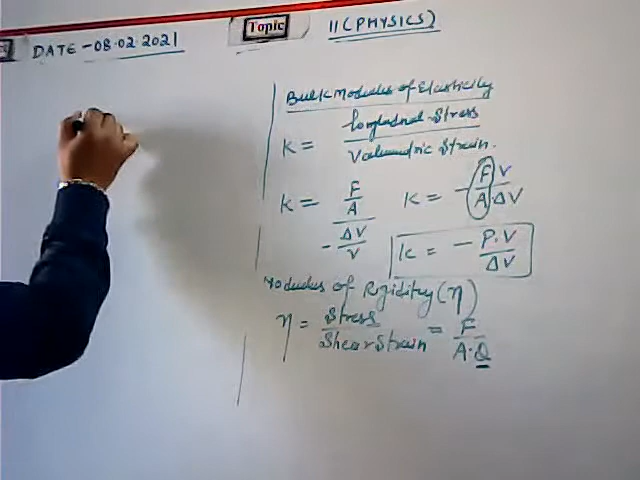 DATE - 08.02.2021
Topic
11 (PHYSICS)
Bulk Modulus of Elasticity
K = Longitudnal Stress / Volumetric Strain.
K = F/A / - ΔV/V
K = - F V / A ΔV
K = - P.V / ΔV
Modulus of Rigidity (η)
η = Stress / Shear Strain = F / A.Q